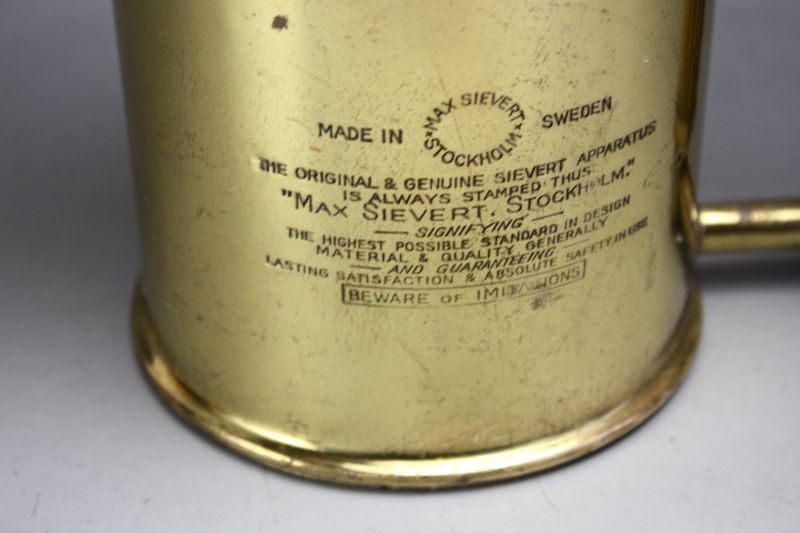 MADE IN MAX SIEVERT * STOCKHOLM * SWEDEN
THE ORIGINAL & GENUINE SIEVERT APPARATUS
IS ALWAYS STAMPED THUS:
"MAX SIEVERT. STOCKHOLM."
— SIGNIFYING —
THE HIGHEST POSSIBLE STANDARD IN DESIGN
MATERIAL & QUALITY GENERALLY
— AND GUARANTEEING —
LASTING SATISFACTION & ABSOLUTE SAFETY IN USE
BEWARE OF IMITATIONS